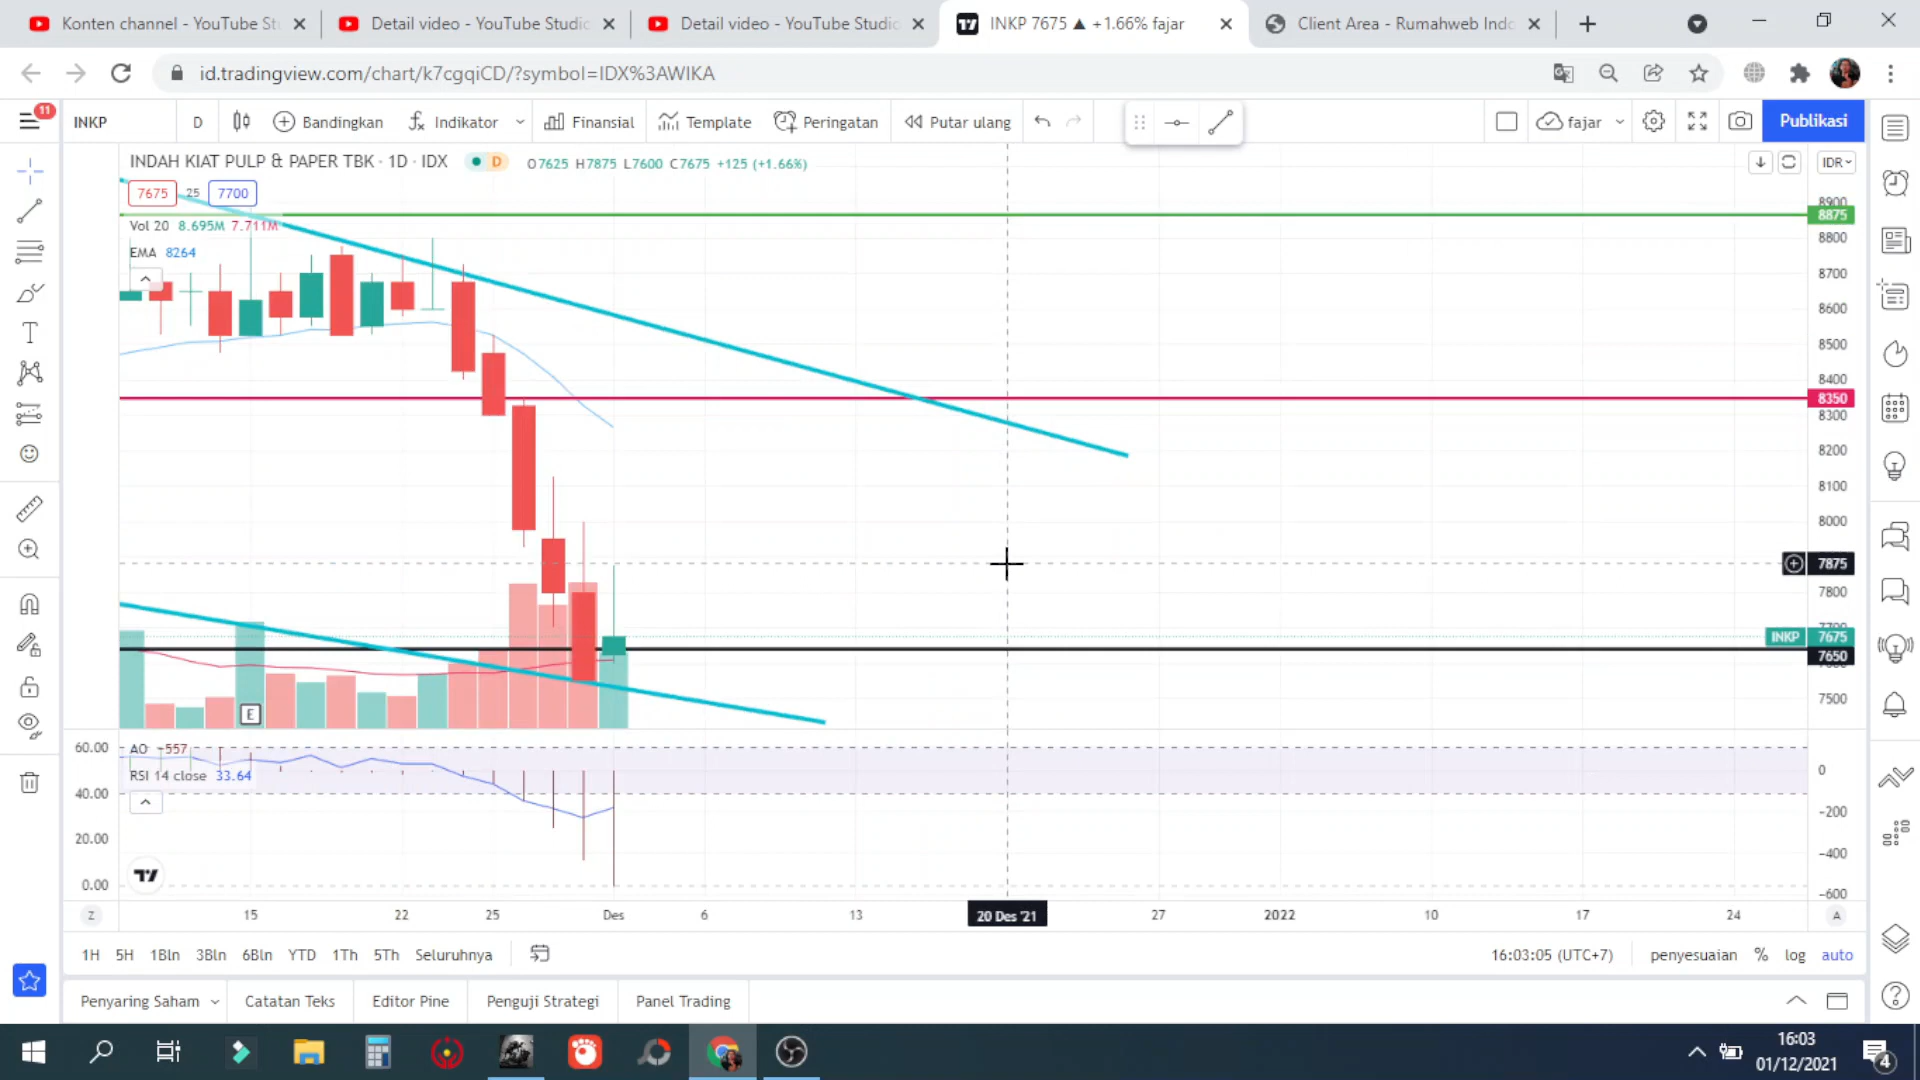 Konten channel - YouTube St
Detail video - YouTube Studio
Detail video - YouTube Studio
INKP 7675 ▲ +1.66% fajar
Client Area - Rumahweb Indo
id.tradingview.com/chart/k7cgqiCD/?symbol=IDX%3AWIKA
11
INKP
D
Bandingkan
Indikator
Finansial
Template
Peringatan
Putar ulang
fajar
Publikasi
INDAH KIAT PULP & PAPER TBK · 1D · IDX
D
O7625 H7875 L7600 C7675 +125 (+1.66%)
IDR
7675 25 7700
Vol 20 8.695M 7.711M
EMA 8264
8900
8875
8800
8700
8600
8500
8400
8350
8300
8200
8100
8000
7875
7800
7700
INKP 7675
7650
7500
E
AO -557
RSI 14 close 33.64
60.00
40.00
20.00
0.00
0
-200
-400
-600
Z
15
22
25
Des
6
13
20 Des '21
27
2022
10
17
24
A
1H 5H 1Bln 3Bln 6Bln YTD 1Th 5Th Seluruhnya
16:03:05 (UTC+7)
penyesuaian % log auto
Penyaring Saham
Catatan Teks
Editor Pine
Penguji Strategi
Panel Trading
16:03
01/12/2021
4